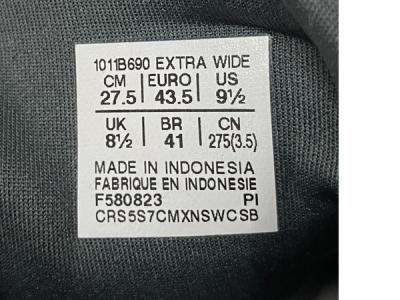 1011B690 EXTRA WIDE
CM EURO US
27.5 43.5 9½
UK BR CN
8½ 41 275(3.5)
MADE IN INDONESIA
FABRIQUE EN INDONESIE
F580823 PI
CRS5S7CMXNSWCSB